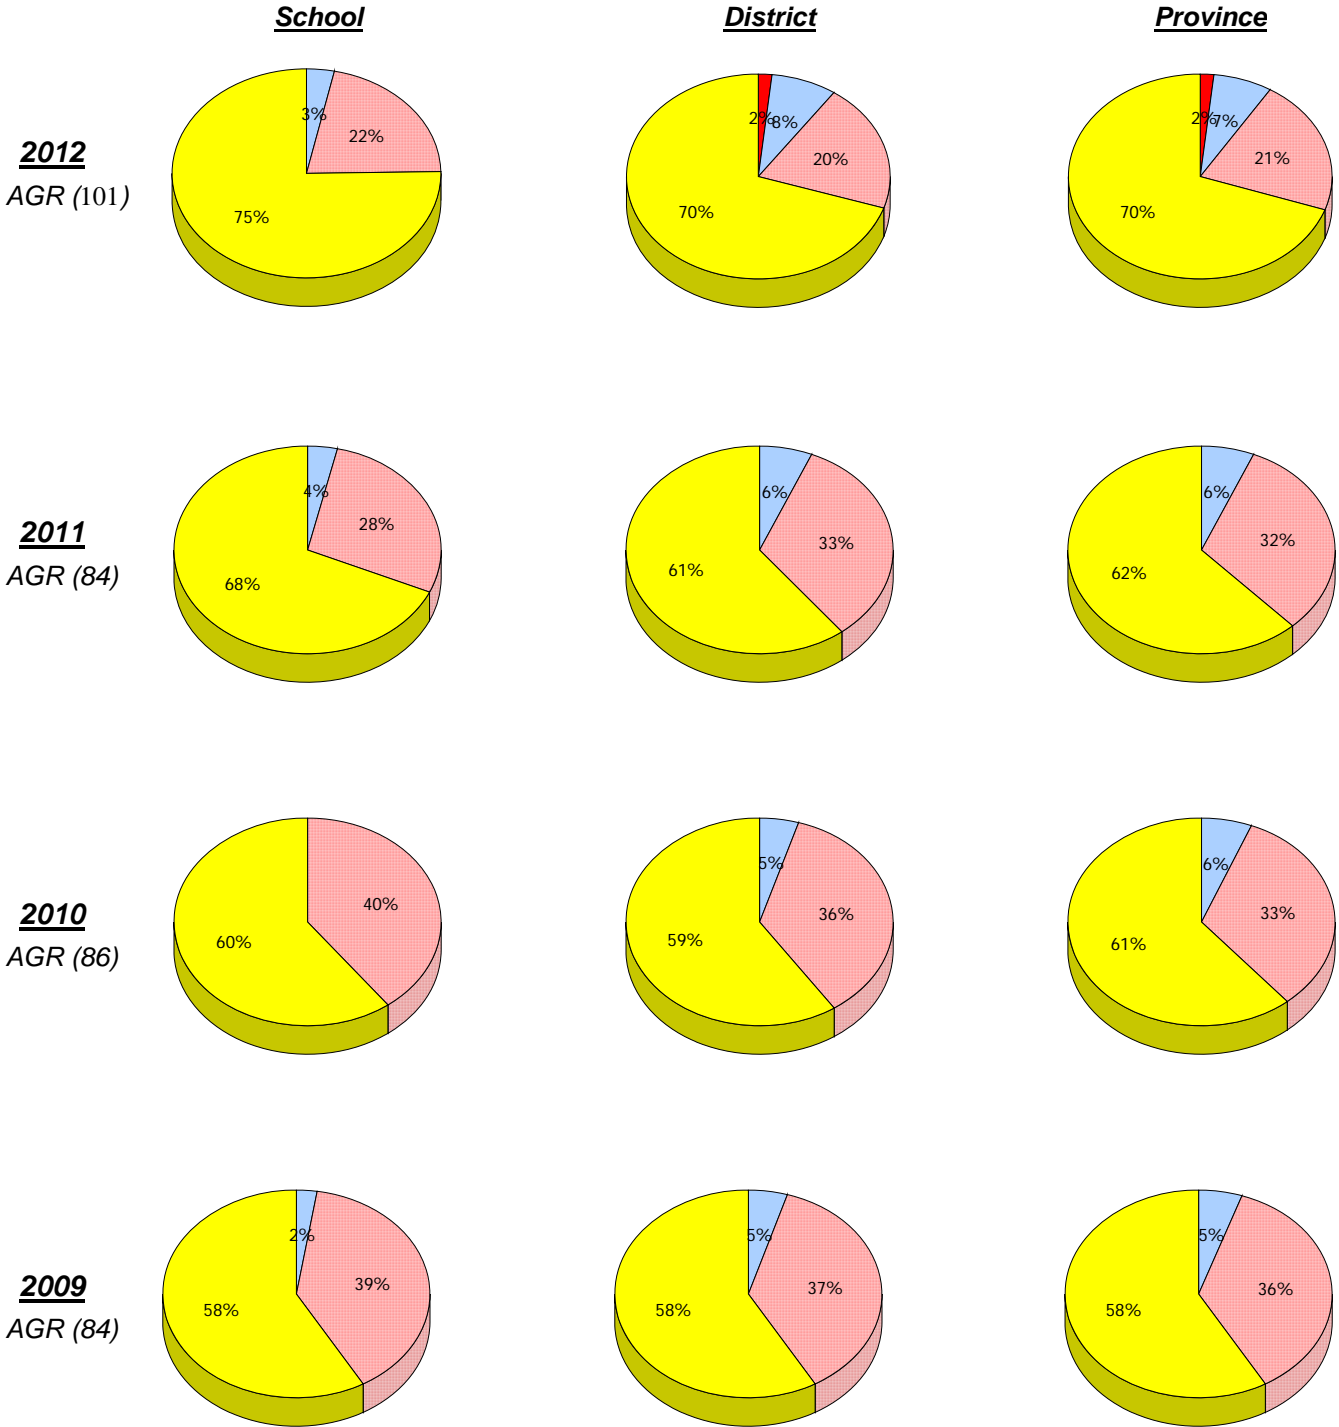 School District Province
2012
AGR (101)
3% 22% 75%
2% 8% 20% 70%
2% 7% 21% 70%
2011
AGR (84)
4% 28% 68%
6% 33% 61%
6% 32% 62%
2010
AGR (86)
40% 60%
5% 36% 59%
6% 33% 61%
2009
AGR (84)
2% 39% 58%
5% 37% 58%
5% 36% 58%